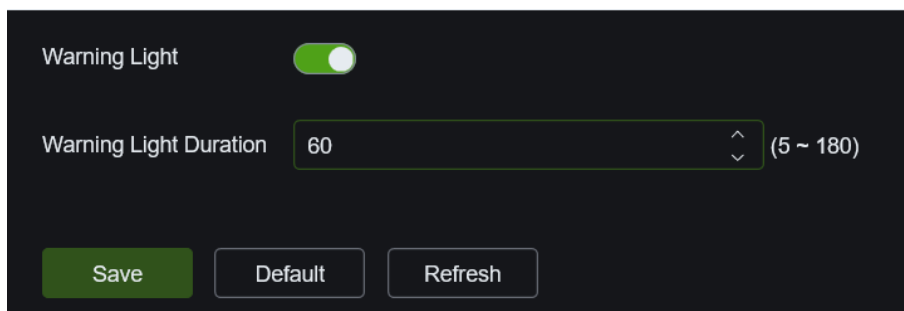 Warning Light
Warning Light Duration 60 (5 ~ 180)
Save Default Refresh